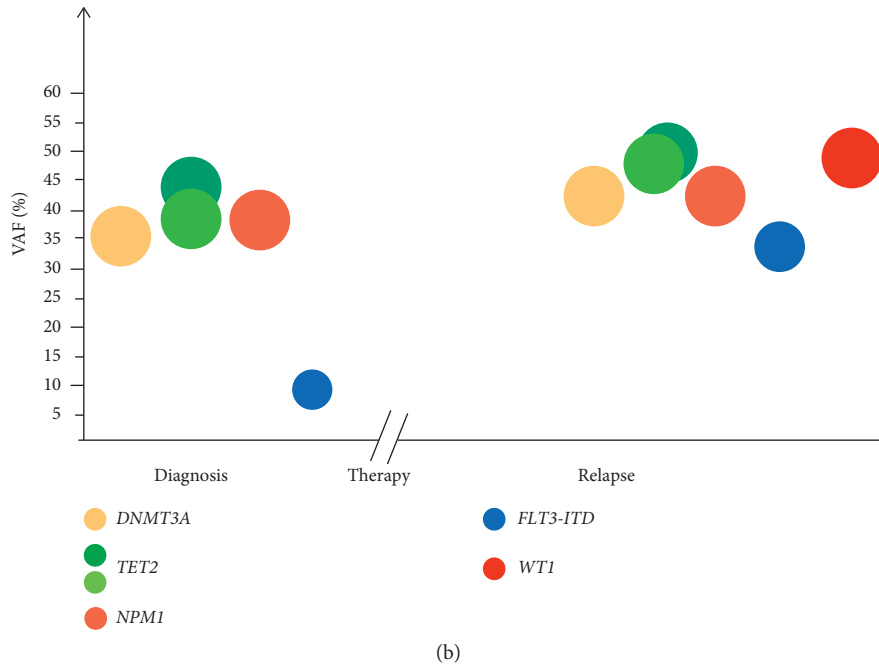 VAF (%)
60
55
50
45
40
35
30
25
20
15
10
5
Diagnosis Therapy Relapse
DNMT3A FLT3-ITD
TET2 WT1
NPM1
(b)